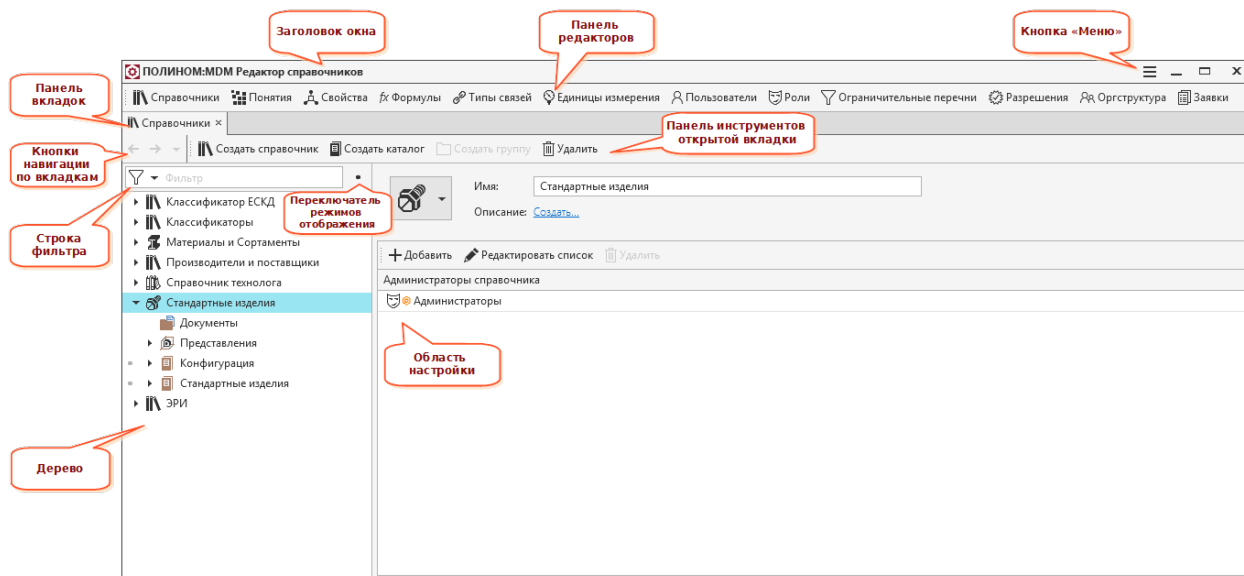 Заголовок окна
Панель
редакторов
Кнопка «Меню»
ПОЛИНОМ:MDM Редактор справочников
Панель
вкладок
Справочники Понятия Свойства fx Формулы Типы связей Единицы измерения Пользователи Роли Ограничительные перечни Разрешения Оргструктура Заявки
Справочники ×
Панель инструментов
открытой вкладки
Кнопки
навигации
по вкладкам
Создать справочник Создать каталог Создать группу Удалить
Фильтр
Переключатель
режимов
отображения
Имя: Стандартные изделия
Описание: Создать...
Строка
фильтра
Классификатор ЕСКД
Классификаторы
Материалы и Сортаменты
Производители и поставщики
Справочник технолога
Стандартные изделия
Документы
Представления
Конфигурация
Стандартные изделия
ЭРИ
Добавить Редактировать список Удалить
Администраторы справочника
Администраторы
Область
настройки
Дерево